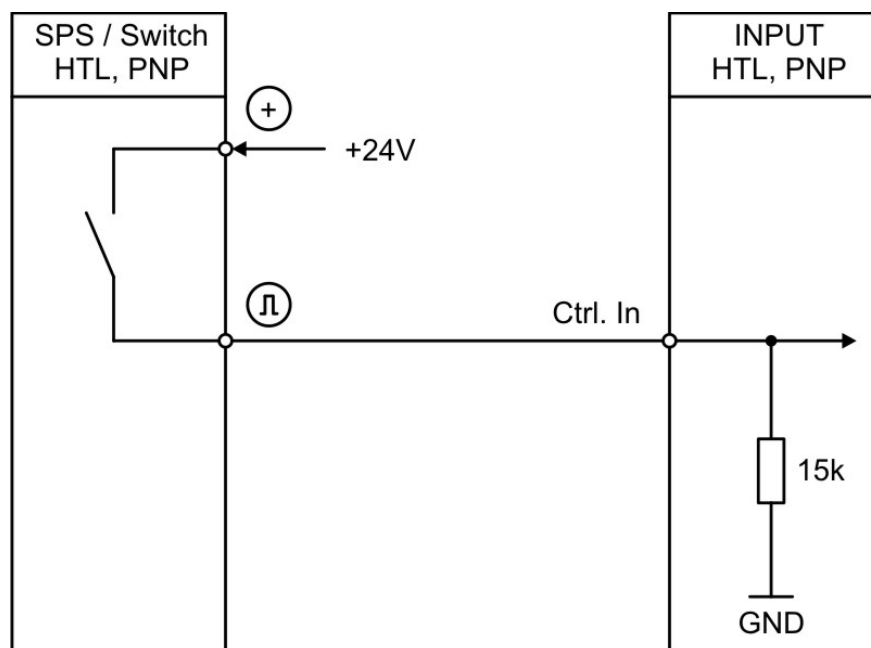 SPS / Switch
HTL, PNP
INPUT
HTL, PNP
+
+24V
Ctrl. In
15k
GND